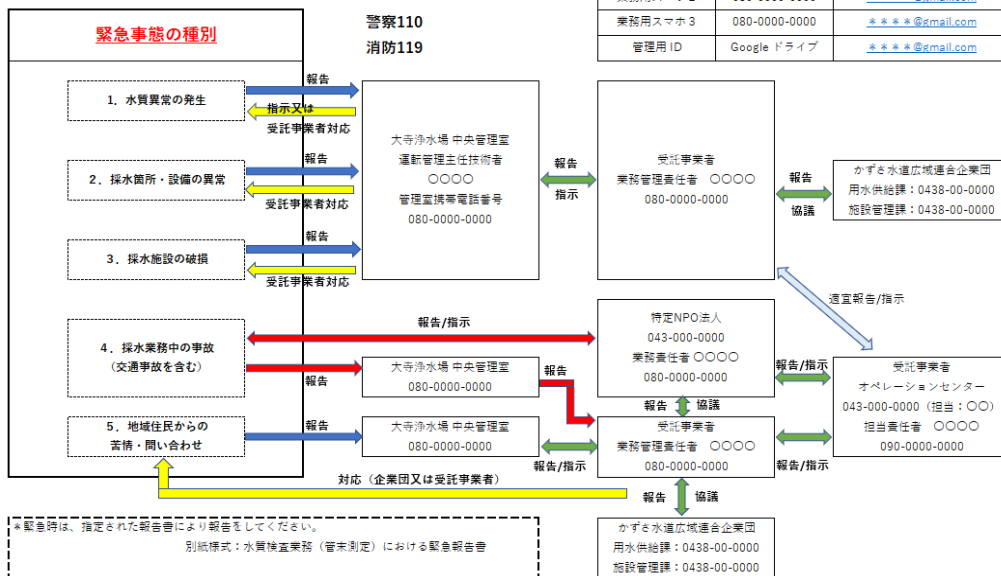 業務用スマホ3 080-0000-0000 ****@gmail.com
管理用ID Google ドライブ ****@gmail.com
緊急事態の種別
警察110
消防119
1．水質異常の発生
報告
指示又は
受託事業者対応
2．採水箇所・設備の異常
報告
受託事業者対応
3．採水施設の破損
報告
受託事業者対応
大寺浄水場 中央管理室
運転管理主任技術者
〇〇〇〇
管理室携帯電話番号
080-0000-0000
報告
指示
受託事業者
業務管理責任者 〇〇〇〇
080-0000-0000
報告
協議
かずさ水道広域連合企業団
用水供給課：0438-00-0000
施設管理課：0438-00-0000
適宜報告/指示
4．採水業務中の事故
（交通事故を含む）
報告/指示
報告
大寺浄水場 中央管理室
080-0000-0000
報告
特定NPO法人
043-000-0000
業務責任者 〇〇〇〇
080-0000-0000
報告/指示
報告 協議
受託事業者
オペレーションセンター
043-000-0000（担当：〇〇）
担当責任者 〇〇〇〇
090-0000-0000
5．地域住民からの
苦情・問い合わせ
報告
大寺浄水場 中央管理室
080-0000-0000
報告/指示
受託事業者
業務管理責任者 〇〇〇〇
080-0000-0000
報告/指示
対応（企業団又は受託事業者）
報告 協議
かずさ水道広域連合企業団
用水供給課：0438-00-0000
施設管理課：0438-00-0000
*緊急時は、指定された報告書により報告をしてください。
別紙様式：水質検査業務（管末測定）における緊急報告書